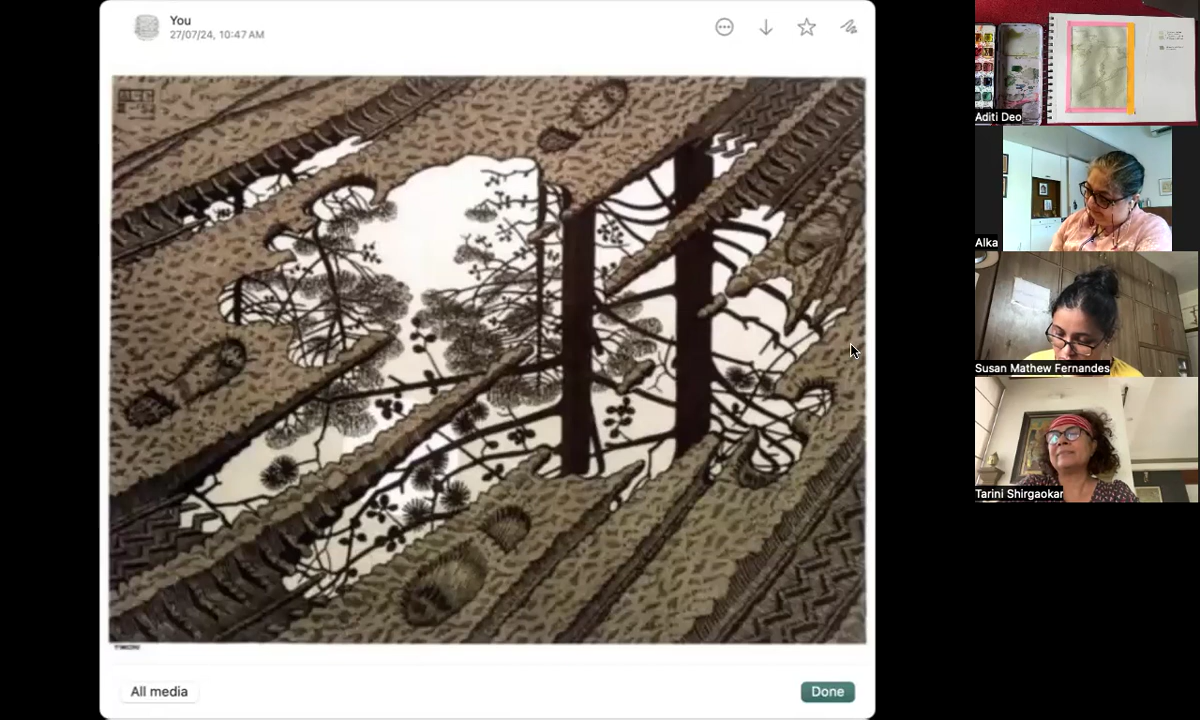 You
27/07/24, 10:47 AM
All media
Done
Aditi Deo
Alka
Susan Mathew Fernandes
Tarini Shirgaokar